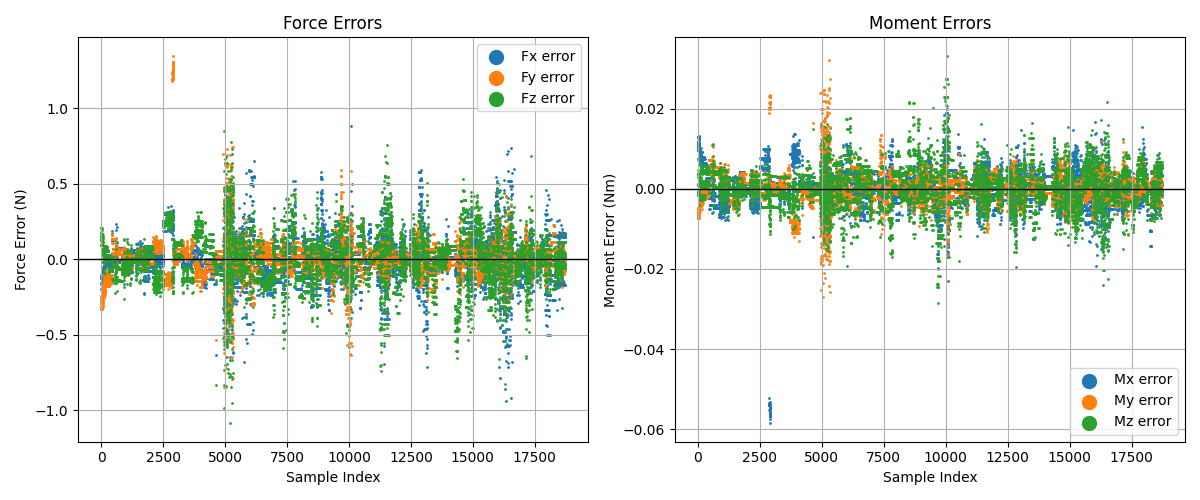 Force Errors
Force Error (N)
1.0
0.5
0.0
−0.5
−1.0
Fx error
Fy error
Fz error
0 2500 5000 7500 10000 12500 15000 17500
Sample Index
Moment Errors
Moment Error (Nm)
0.02
0.00
−0.02
−0.04
−0.06
Mx error
My error
Mz error
0 2500 5000 7500 10000 12500 15000 17500
Sample Index